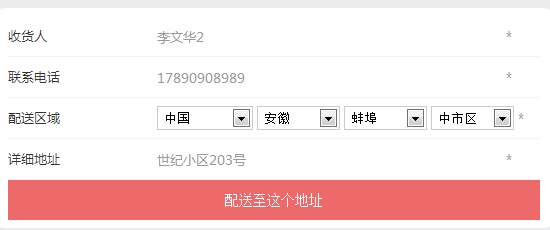 收货人 李文华2 *
联系电话 17890908989 *
配送区域 中国 安徽 蚌埠 中市区 *
详细地址 世纪小区203号 *
配送至这个地址